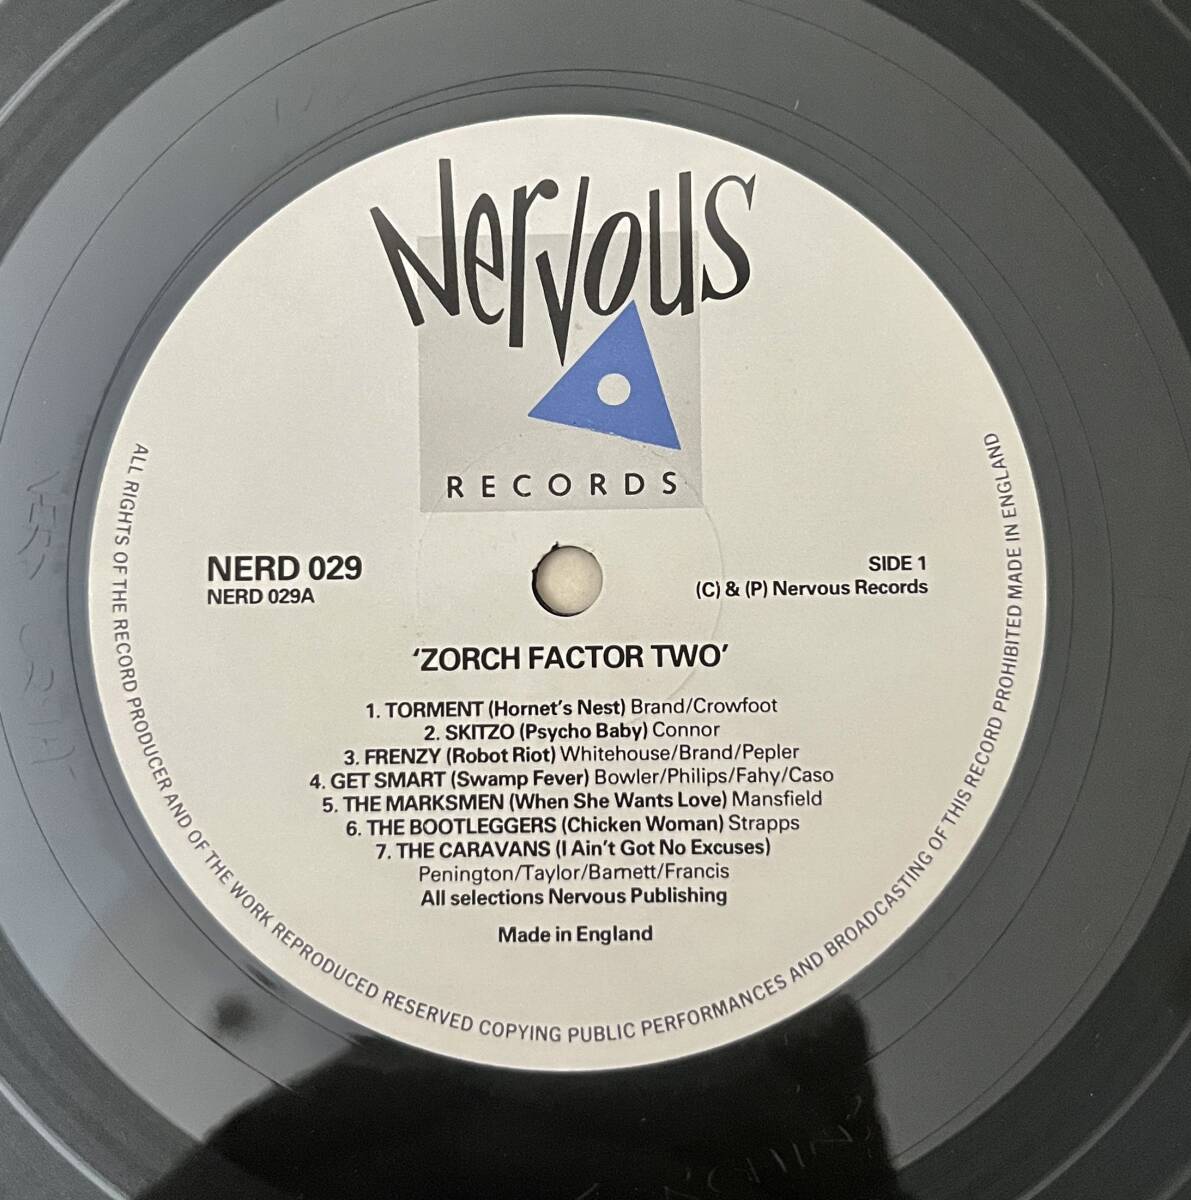 Nervous
RECORDS
NERD 029
NERD 029A
SIDE 1
(C) & (P) Nervous Records
'ZORCH FACTOR TWO'
1. TORMENT (Hornet's Nest) Brand/Crowfoot
2. SKITZO (Psycho Baby) Connor
3. FRENZY (Robot Riot) Whitehouse/Brand/Pepler
4. GET SMART (Swamp Fever) Bowler/Philips/Fahy/Caso
5. THE MARKSMEN (When She Wants Love) Mansfield
6. THE BOOTLEGGERS (Chicken Woman) Strapps
7. THE CARAVANS (I Ain't Got No Excuses)
Penington/Taylor/Barnett/Francis
All selections Nervous Publishing
Made in England
ALL RIGHTS OF THE RECORD PRODUCER AND OF THE WORK REPRODUCED RESERVED COPYING PUBLIC PERFORMANCES AND BROADCASTING OF THIS RECORD PROHIBITED MADE IN ENGLAND